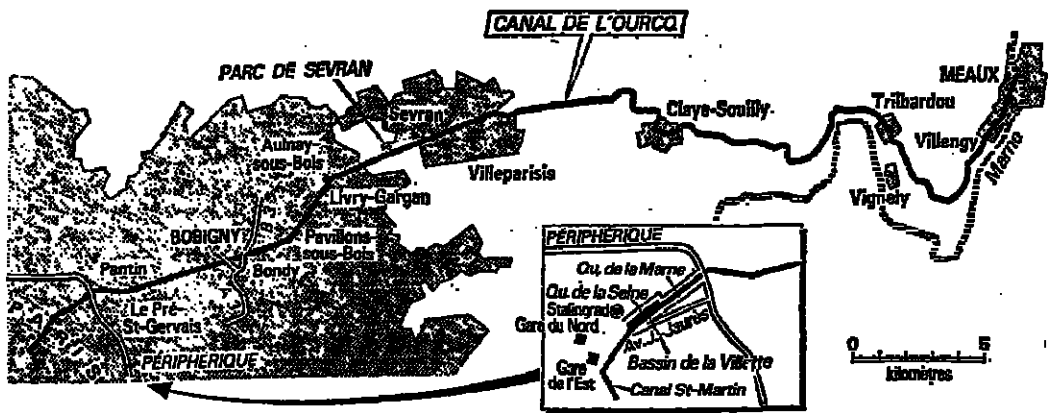 CANAL DE L'OURCQ
PARC DE SEVRAN
MEAUX
Sevran
Trilbardou
Claye-Souilly
Villengy
Aulnay-
sous-Bois
Villeparisis
Marne
Livry-Gargan
Vignely
BOBIGNY
Pavillons-
sous-Bois
Bondy
Pantin
Le Pré-
St-Gervais
PÉRIPHÉRIQUE
PÉRIPHÉRIQUE
Qu. de la Marne
Qu. de la Seine
Stalingrad
Gare du Nord
Av. Jaurès
Bassin de la Villette
Gare
de l'Est
Canal St-Martin
0 5
kilomètres